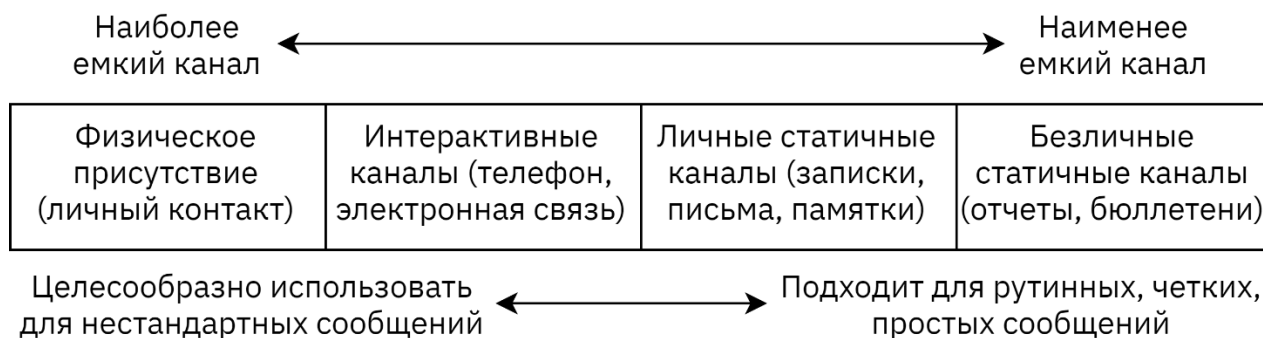 Наиболее
емкий канал
Наименее
емкий канал
Физическое
присутствие
(личный контакт)
Интерактивные
каналы (телефон,
электронная связь)
Личные статичные
каналы (записки,
письма, памятки)
Безличные
статичные каналы
(отчеты, бюллетени)
Целесообразно использовать
для нестандартных сообщений
Подходит для рутинных, четких,
простых сообщений